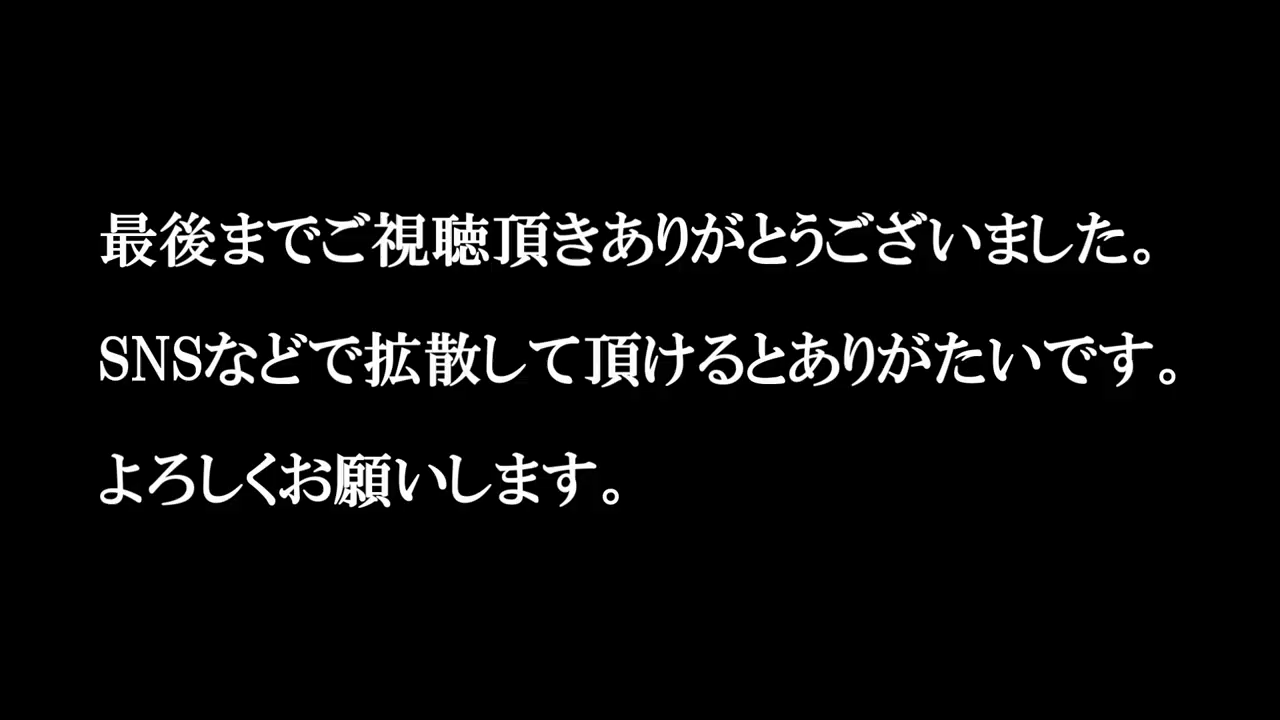 最後までご視聴頂きありがとうございました。
SNSなどで拡散して頂けるとありがたいです。
よろしくお願いします。